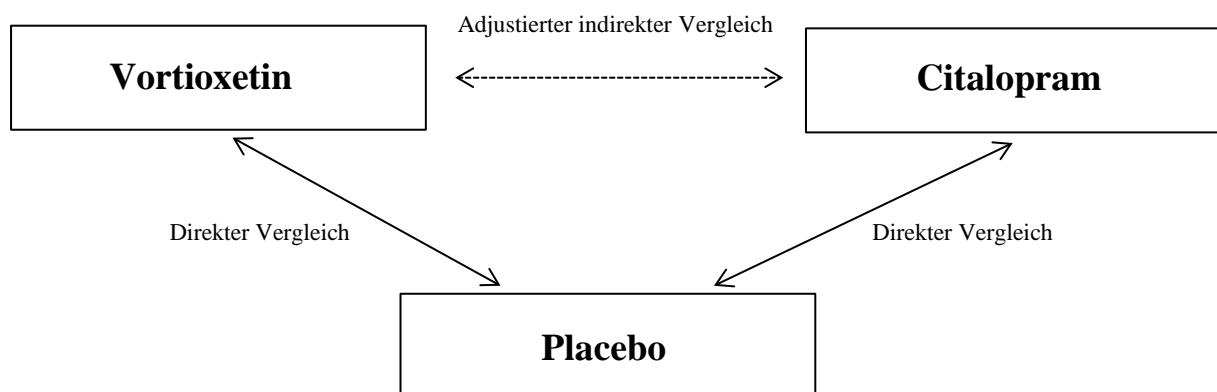 Adjustierter indirekter Vergleich
Vortioxetin
Citalopram
Direkter Vergleich
Direkter Vergleich
Placebo